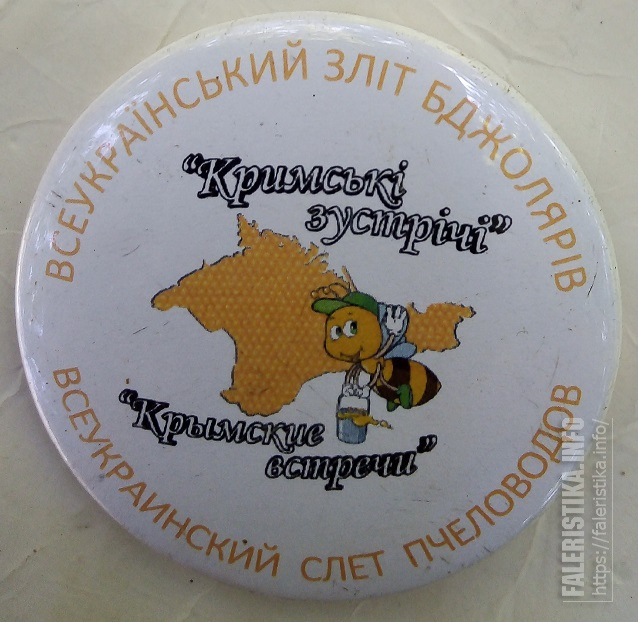 ВСЕУКРАЇНСЬКИЙ ЗЛІТ БДЖОЛЯРІВ
"Кримські
зустрічі"
"Крымские
встречи"
ВСЕУКРАИНСКИЙ СЛЕТ ПЧЕЛОВОДОВ
FALERISTIKA.INFO
https://faleristika.info/